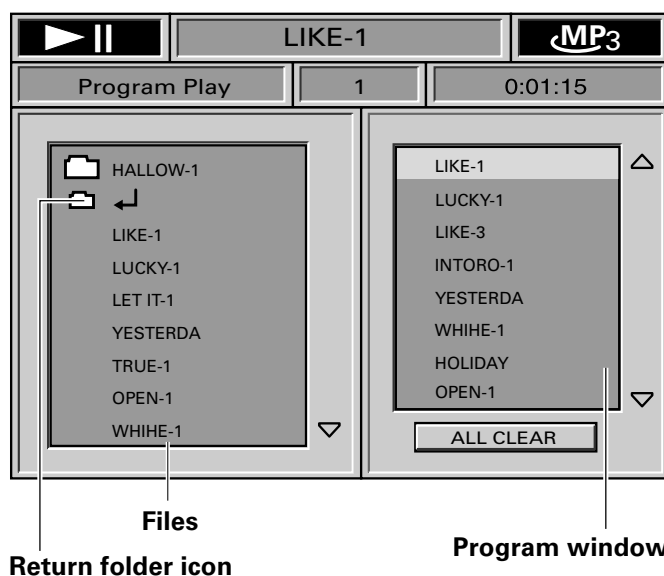 LIKE-1
MP3
Program Play
1
0:01:15
HALLOW-1
LIKE-1
LUCKY-1
LET IT-1
YESTERDA
TRUE-1
OPEN-1
WHIHE-1
LIKE-1
LUCKY-1
LIKE-3
INTORO-1
YESTERDA
WHIHE-1
HOLIDAY
OPEN-1
ALL CLEAR
Files
Program window
Return folder icon